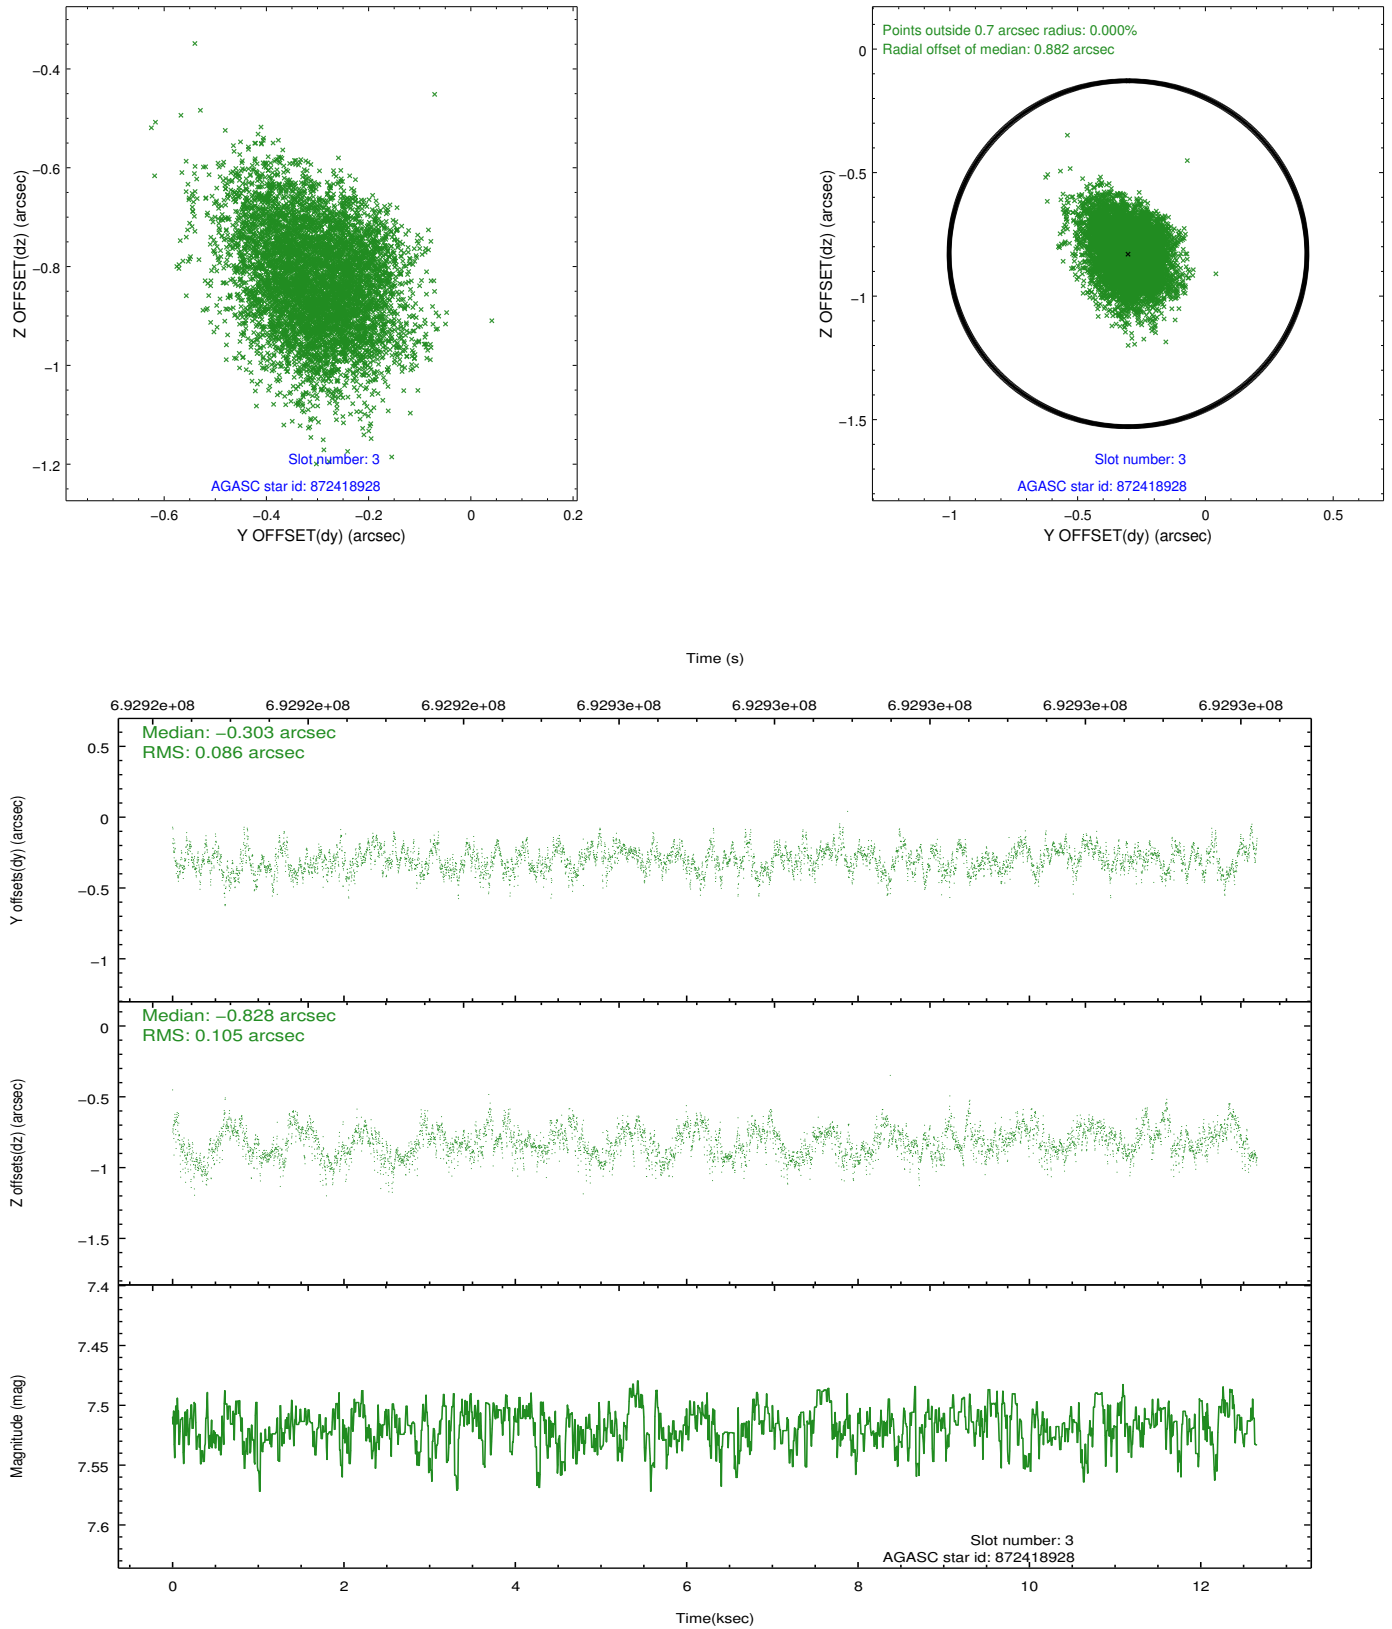 −0.4
−0.6
−0.8
−1
−1.2
Z OFFSET(dz) (arcsec)
Slot number: 3
AGASC star id: 872418928
−0.6 −0.4 −0.2 0 0.2
Y OFFSET(dy) (arcsec)
Points outside 0.7 arcsec radius: 0.000%
Radial offset of median: 0.882 arcsec
0
−0.5
−1
−1.5
Z OFFSET(dz) (arcsec)
Slot number: 3
AGASC star id: 872418928
−1 −0.5 0 0.5
Y OFFSET(dy) (arcsec)
Time (s)
6.9292e+08 6.9292e+08 6.9292e+08 6.9293e+08 6.9293e+08 6.9293e+08 6.9293e+08 6.9293e+08
Median: −0.303 arcsec
RMS: 0.086 arcsec
0.5
0
−0.5
−1
Y offsets(dy) (arcsec)
Median: −0.828 arcsec
RMS: 0.105 arcsec
0
−0.5
−1
−1.5
Z offsets(dz) (arcsec)
7.4
7.45
7.5
7.55
7.6
Magnitude (mag)
Slot number: 3
AGASC star id: 872418928
0 2 4 6 8 10 12
Time(ksec)